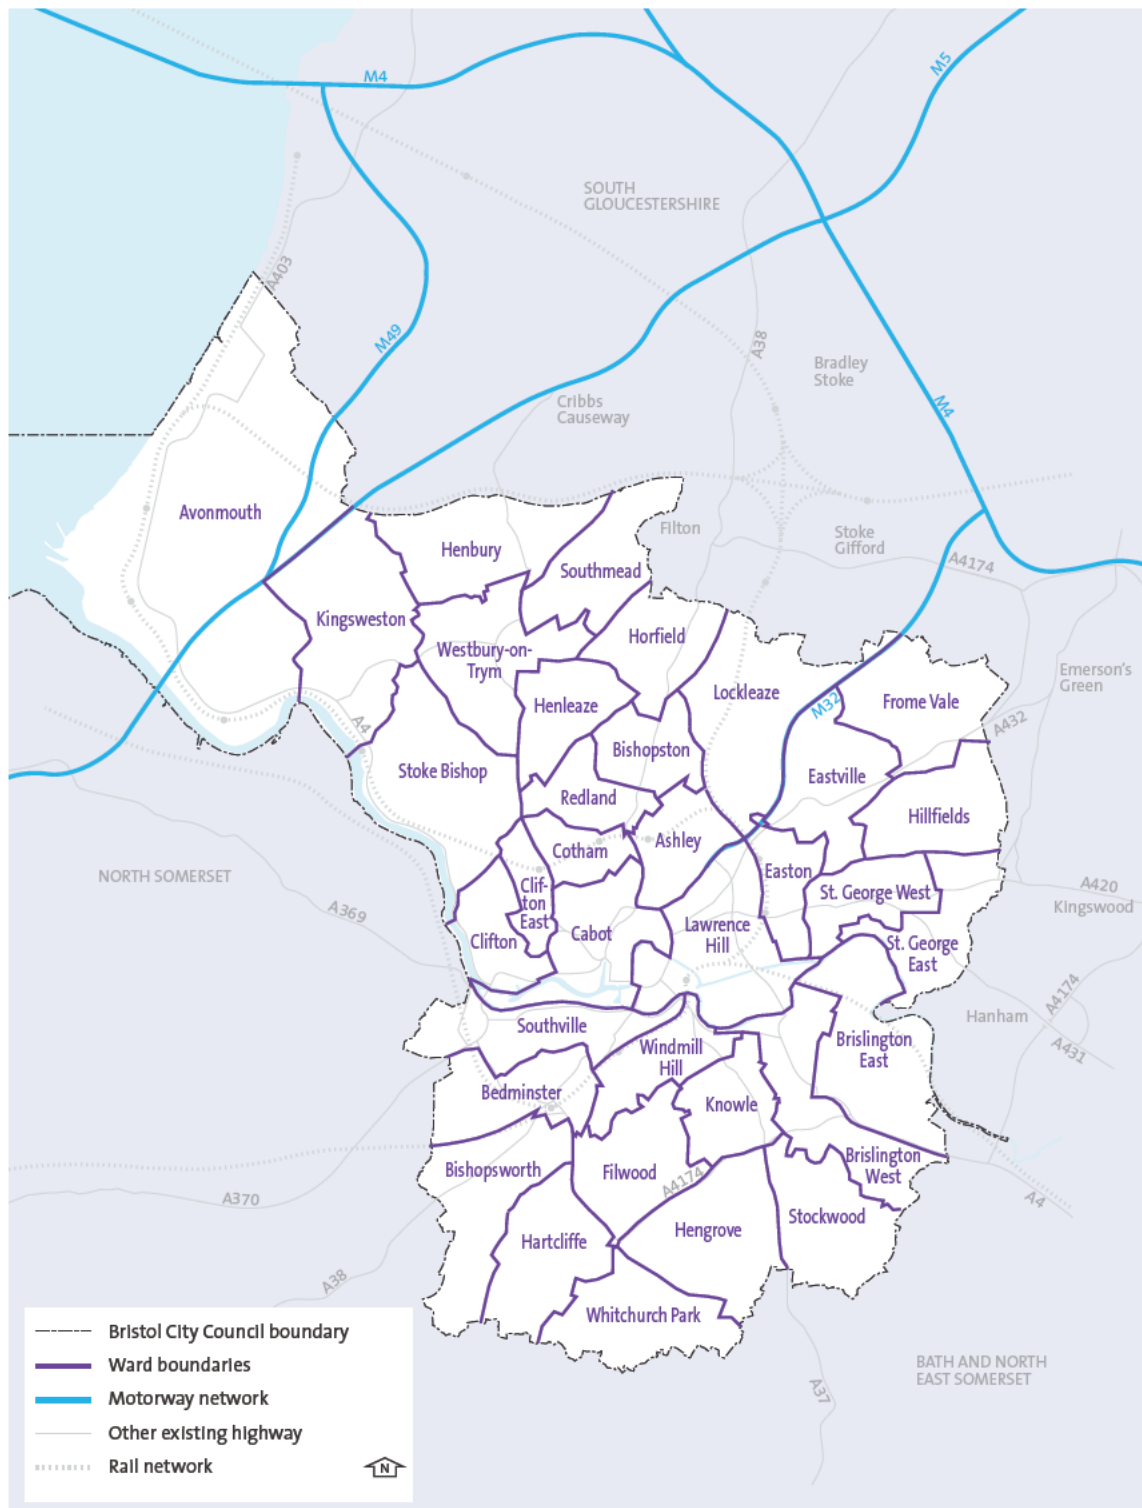 M4
M5
SOUTH
GLOUCESTERSHIRE
A403
M49
A38
Bradley
Stoke
Cribbs
Causeway
M4
Avonmouth
Filton
Stoke
Gifford
A4174
Henbury
Southmead
Kingsweston
Horfield
Westbury-on-
Trym
Emerson's
Green
Lockleaze
Frome Vale
Henleaze
M32
A432
A4
Bishopston
Stoke Bishop
Eastville
Redland
Hillfields
Ashley
Cotham
NORTH SOMERSET
Easton
A420
Kingswood
Clif-
ton
East
St. George West
A369
Lawrence
Hill
Cabot
Clifton
St. George
East
A4174
Hanham
Southville
Brislington
East
A431
Windmill
Hill
Bedminster
Knowle
Bishopsworth
Filwood
Brislington
West
A4174
A370
A4
Stockwood
Hengrove
Hartcliffe
A38
Whitchurch Park
BATH AND NORTH
EAST SOMERSET
A37
Bristol City Council boundary
Ward boundaries
Motorway network
Other existing highway
Rail network
N